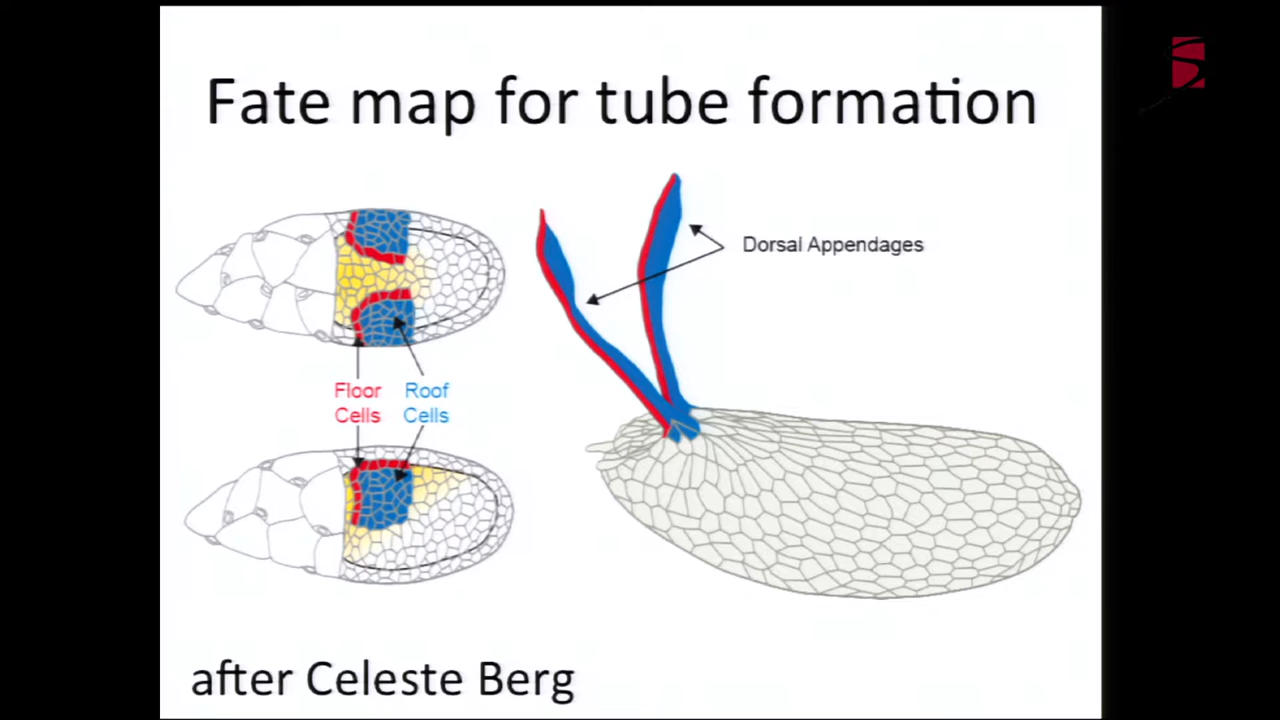 Fate map for tube formation
Dorsal Appendages
Floor Roof
Cells Cells
after Celeste Berg